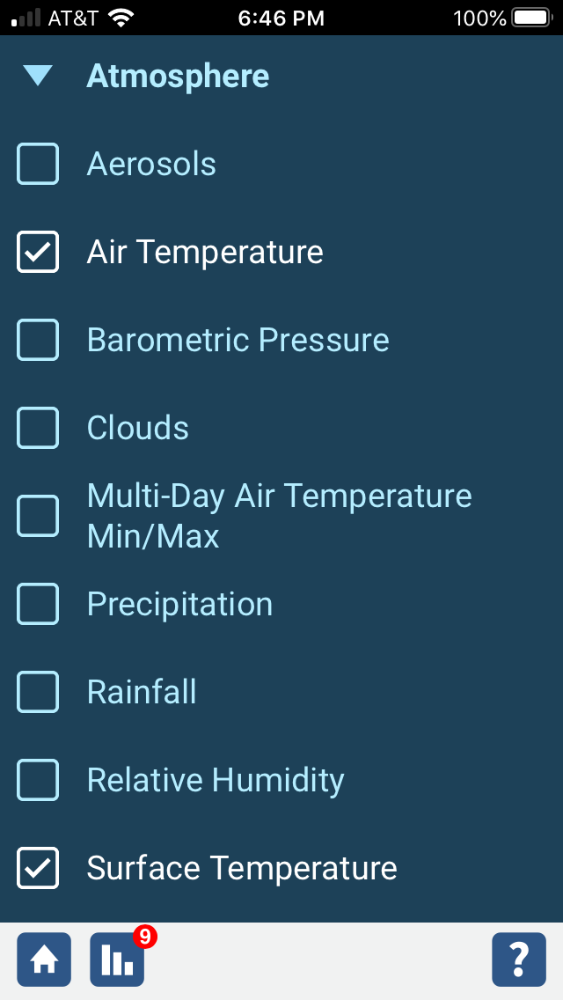 AT&T 6:46 PM 100%
Atmosphere
Aerosols
Air Temperature
Barometric Pressure
Clouds
Multi-Day Air Temperature
Min/Max
Precipitation
Rainfall
Relative Humidity
Surface Temperature
9
?